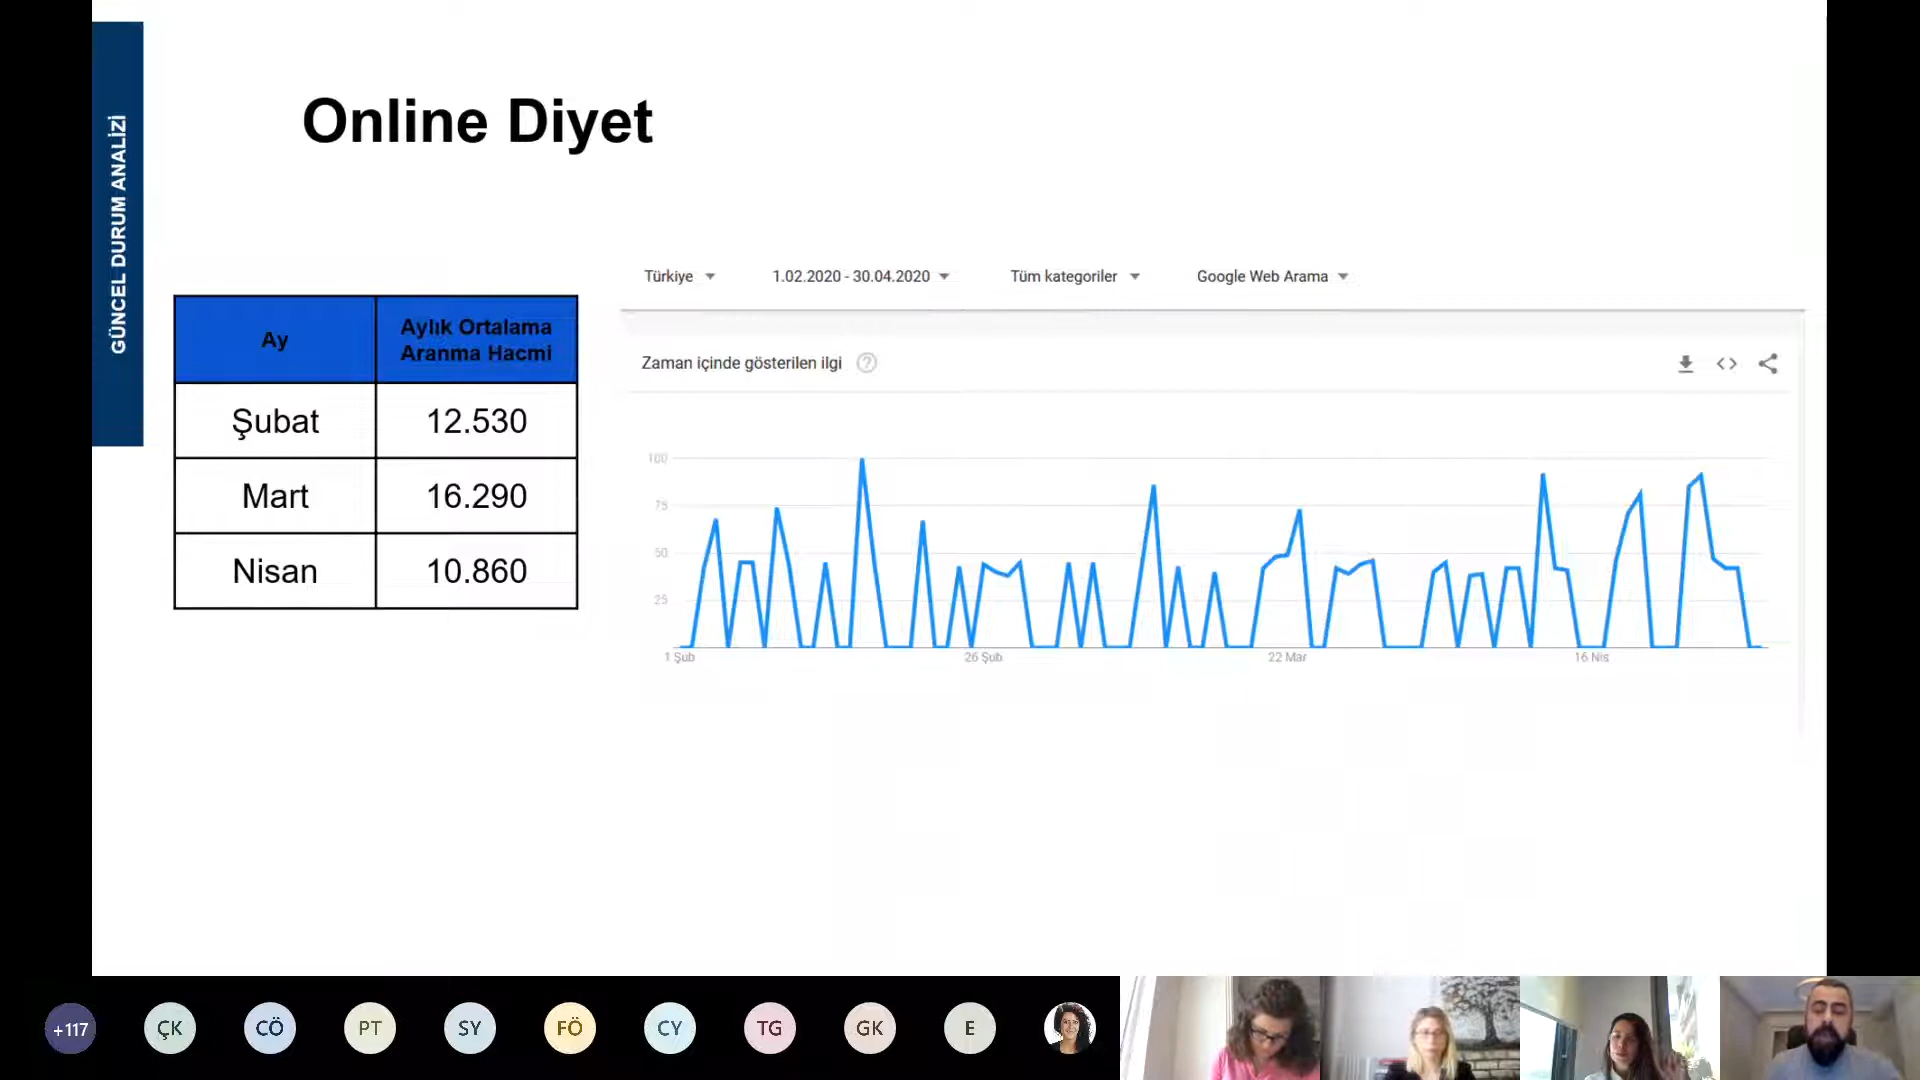 GÜNCEL DURUM ANALİZİ
Online Diyet
Ay
Aylık Ortalama
Aranma Hacmi
Şubat
12.530
Mart
16.290
Nisan
10.860
Türkiye
1.02.2020 - 30.04.2020
Tüm kategoriler
Google Web Arama
Zaman içinde gösterilen ilgi
?
100
75
50
25
1 Şub
26 Şub
22 Mar
16 Nis
+117
ÇK
CÖ
PT
SY
FÖ
CY
TG
GK
E